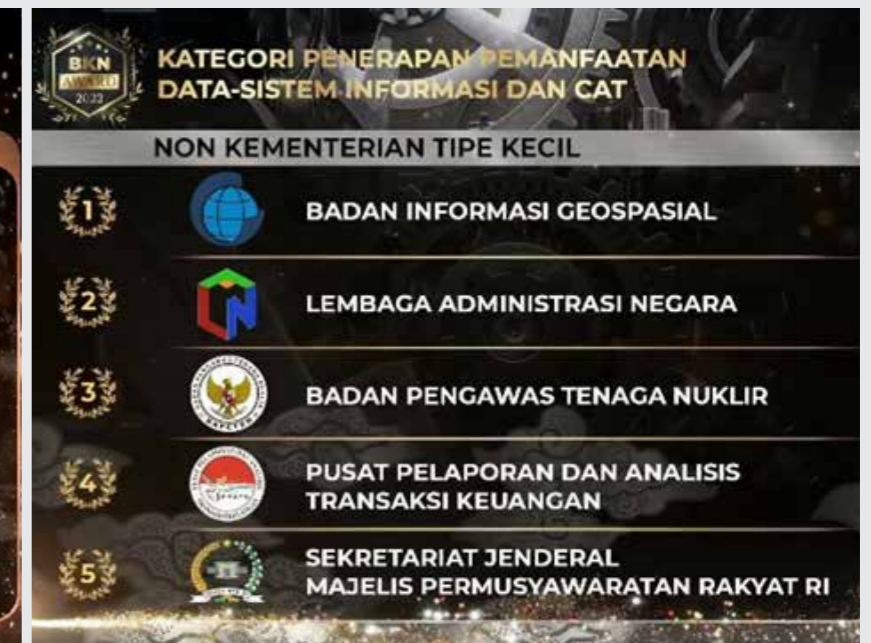 BKN
AWARD
2023
KATEGORI PENERAPAN PEMANFAATAN
DATA-SISTEM INFORMASI DAN CAT
NON KEMENTERIAN TIPE KECIL
1
BADAN INFORMASI GEOSPASIAL
2
LEMBAGA ADMINISTRASI NEGARA
3
BADAN PENGAWAS TENAGA NUKLIR
4
PUSAT PELAPORAN DAN ANALISIS
TRANSAKSI KEUANGAN
5
SEKRETARIAT JENDERAL
MAJELIS PERMUSYAWARATAN RAKYAT RI